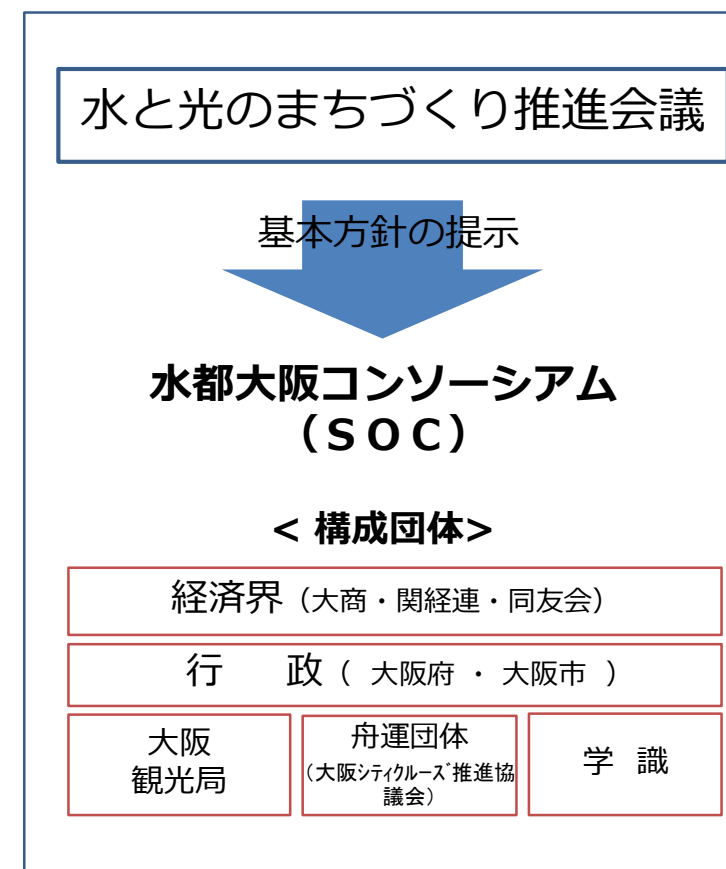 水と光のまちづくり推進会議
基本方針の提示
水都大阪コンソーシアム
（ＳＯＣ）
< 構成団体>
経済界（大商・関経連・同友会）
行　　政（ 大阪府 ・ 大阪市 ）
大阪
観光局
舟運団体
（大阪ｼﾃｨｸﾙｰｽﾞ推進協
議会）
学 識